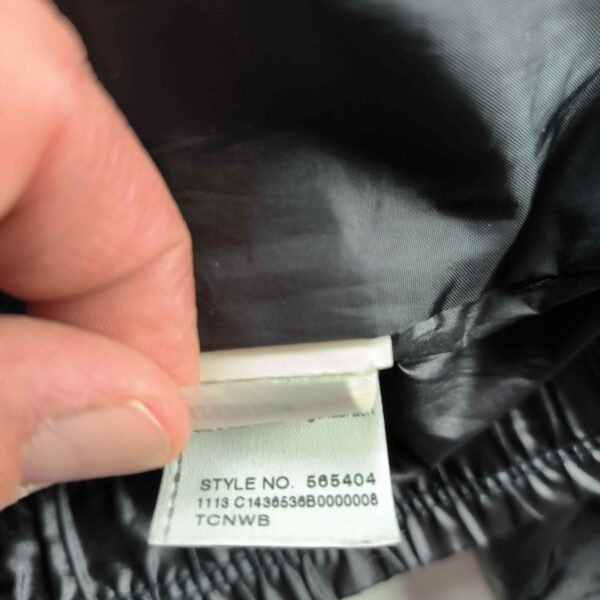 STYLE NO. 565404
1113 C1436536B0000008
TCNWB